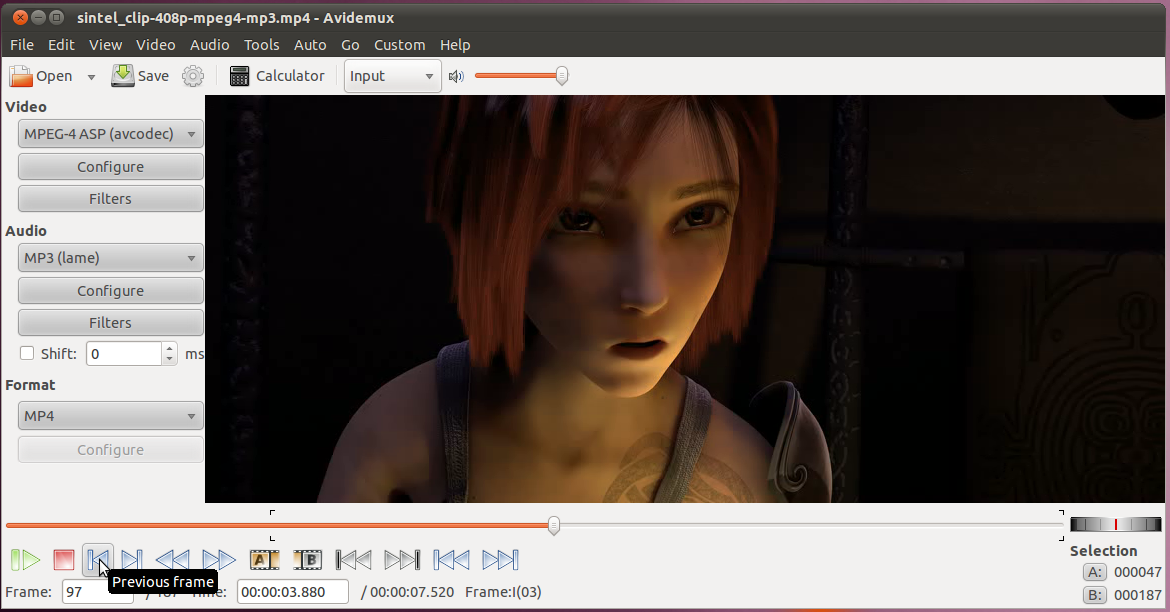 sintel_clip-408p-mpeg4-mp3.mp4 - Avidemux
File Edit View Video Audio Tools Auto Go Custom Help
Open Save Calculator Input
Video
MPEG-4 ASP (avcodec)
Configure
Filters
Audio
MP3 (lame)
Configure
Filters
Shift: 0 ms
Format
MP4
Configure
A B
Previous frame
Frame: 97 / Time: 00:00:03.880 / 00:00:07.520 Frame:I(03)
Selection
A: 000047
B: 000187